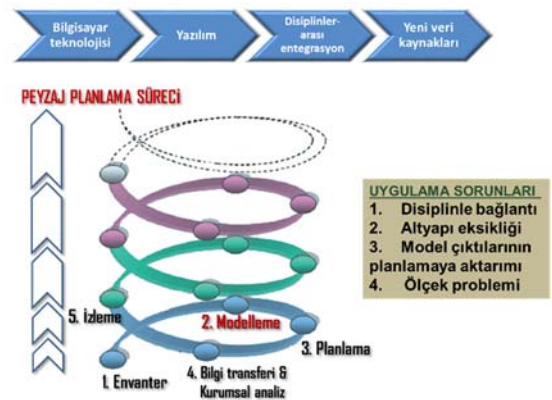 Bilgisayar
teknolojisi
Yazılım
Disiplinler-
arası
entegrasyon
Yeni veri
kaynakları
PEYZAJ PLANLAMA SÜRECİ
UYGULAMA SORUNLARI
1. Disiplinle bağlantı
2. Altyapı eksikliği
3. Model çıktılarının
planlamaya aktarımı
4. Ölçek problemi
5. İzleme
2. Modelleme
3. Planlama
1. Envanter
4. Bilgi transferi &
Kurumsal analiz